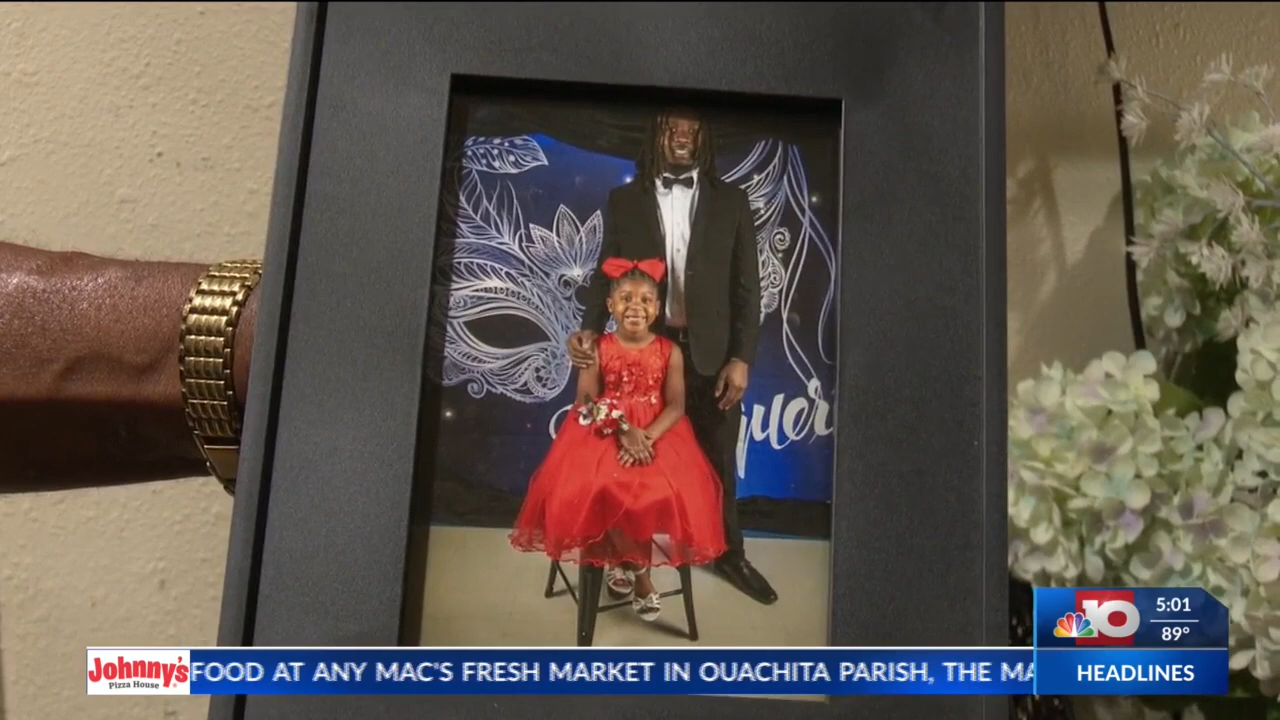 quer
10
5:01
89°
HEADLINES
Johnny's
Pizza House
FOOD AT ANY MAC'S FRESH MARKET IN OUACHITA PARISH, THE MA